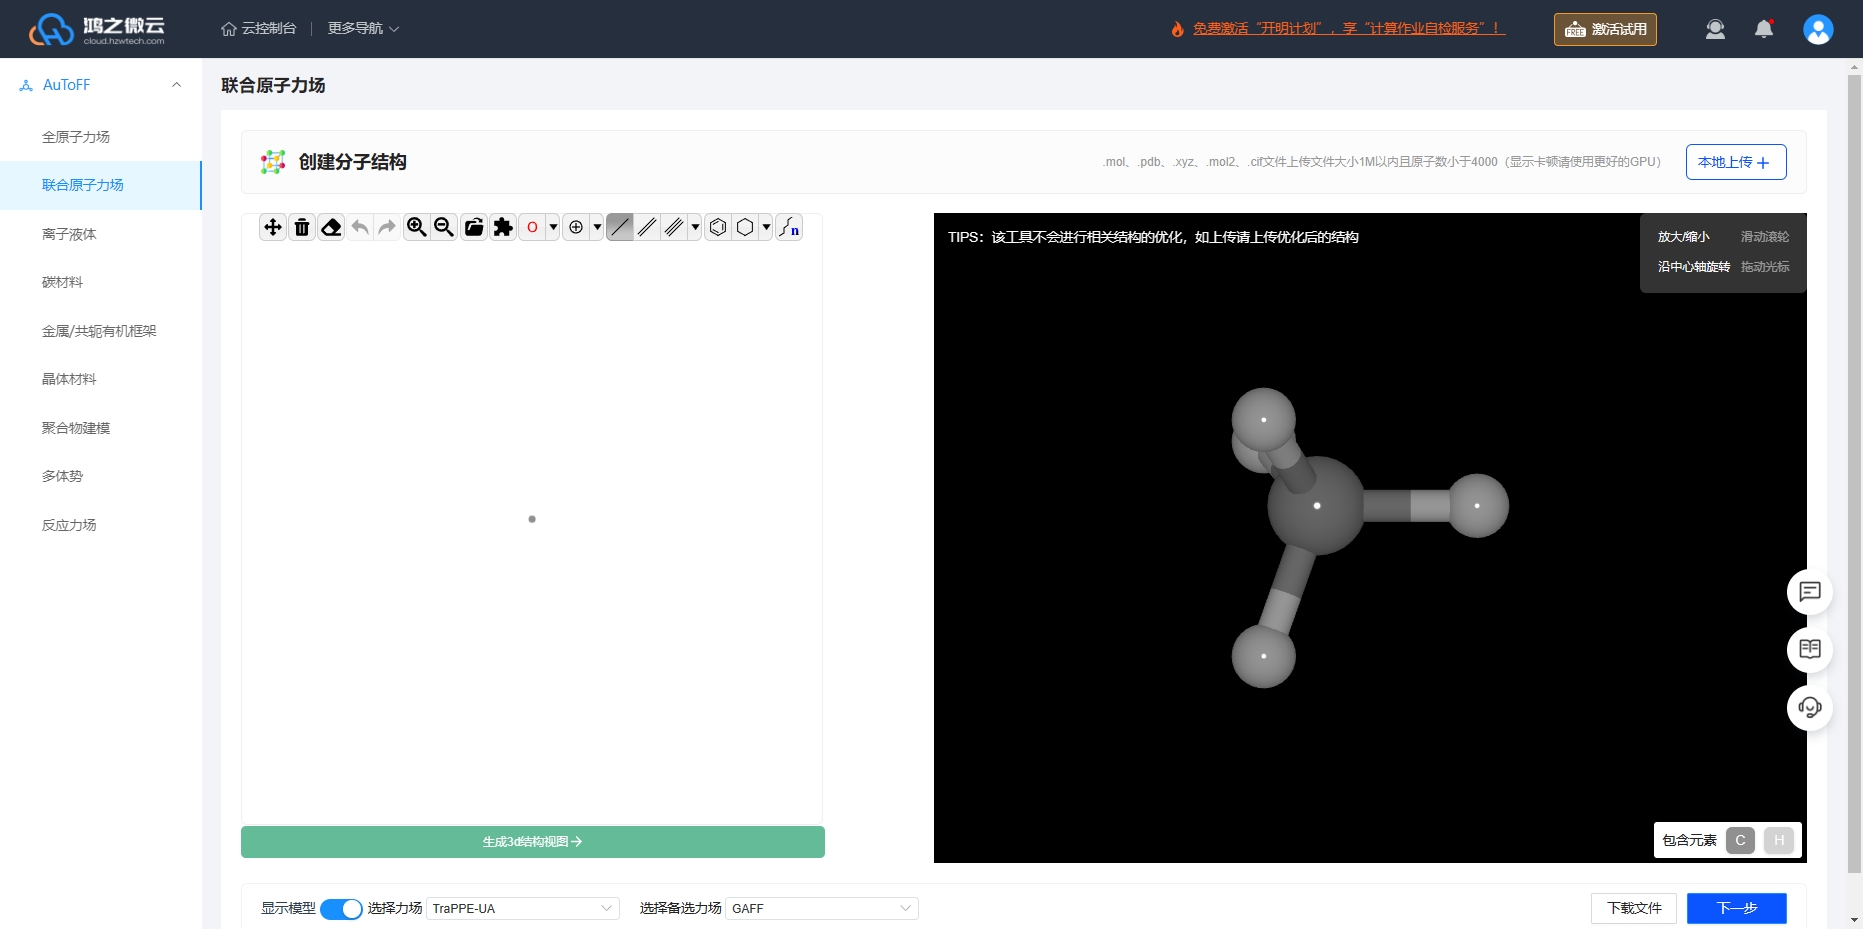 鸿之微云
cloud.hzwtech.com
云控制台
更多导航
免费激活“开明计划”，享“计算作业自检服务”！
FREE 激活试用
AuToFF
全原子力场
联合原子力场
离子液体
碳材料
金属/共轭有机框架
晶体材料
聚合物建模
多体势
反应力场
联合原子力场
创建分子结构
.mol、.pdb、.xyz、.mol2、.cif文件上传文件大小1M以内且原子数小于4000（显示卡顿请使用更好的GPU）
本地上传
O
n
TIPS：该工具不会进行相关结构的优化，如上传请上传优化后的结构
放大/缩小 滑动滚轮
沿中心轴旋转 拖动光标
生成3d结构视图
包含元素 C H
显示模型 选择力场 TraPPE-UA 选择备选力场 GAFF
下载文件 下一步